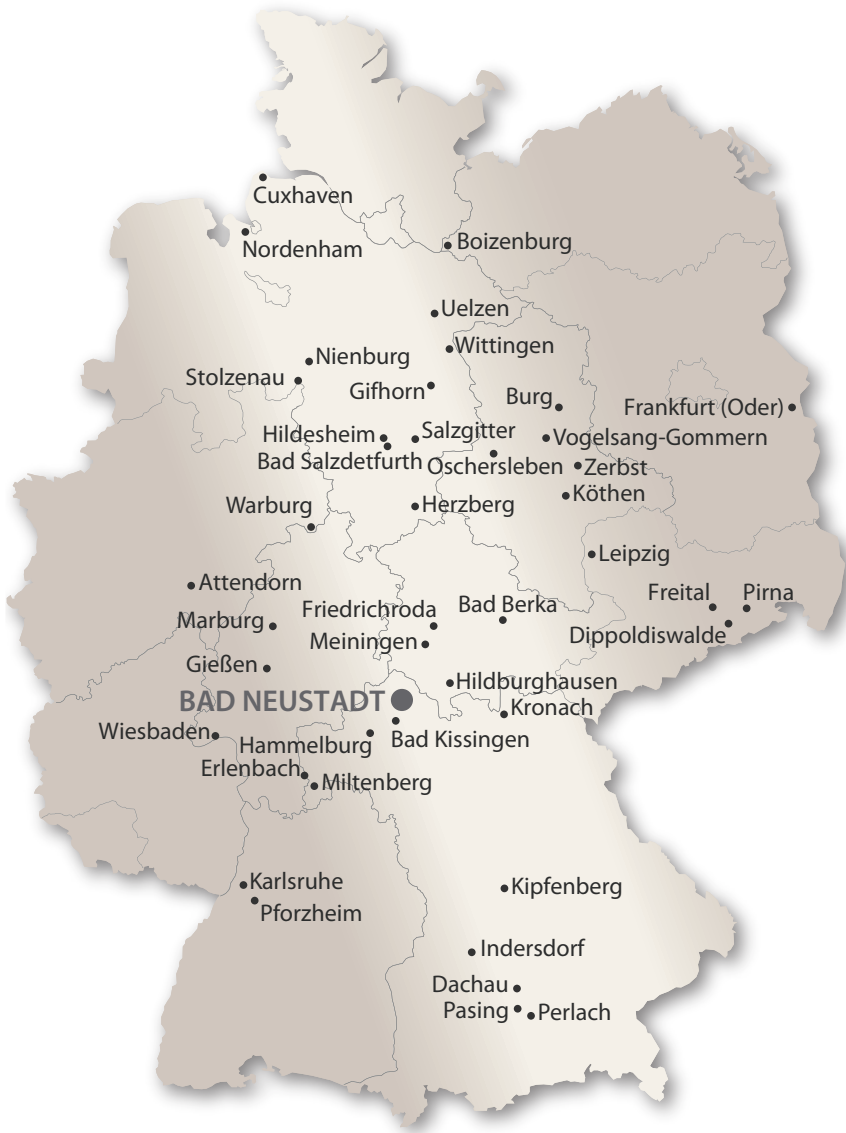 Cuxhaven
Nordenham
Boizenburg
Uelzen
Wittingen
Nienburg
Stolzenau
Gifhorn
Burg
Frankfurt (Oder)
Hildesheim
Salzgitter
Vogelsang-Gommern
Bad Salzdetfurth
Oschersleben
Zerbst
Köthen
Warburg
Herzberg
Leipzig
Attendorn
Freital
Pirna
Friedrichroda
Bad Berka
Marburg
Meiningen
Dippoldiswalde
Gießen
Hildburghausen
BAD NEUSTADT
Kronach
Wiesbaden
Hammelburg
Bad Kissingen
Erlenbach
Miltenberg
Karlsruhe
Kipfenberg
Pforzheim
Indersdorf
Dachau
Pasing
Perlach